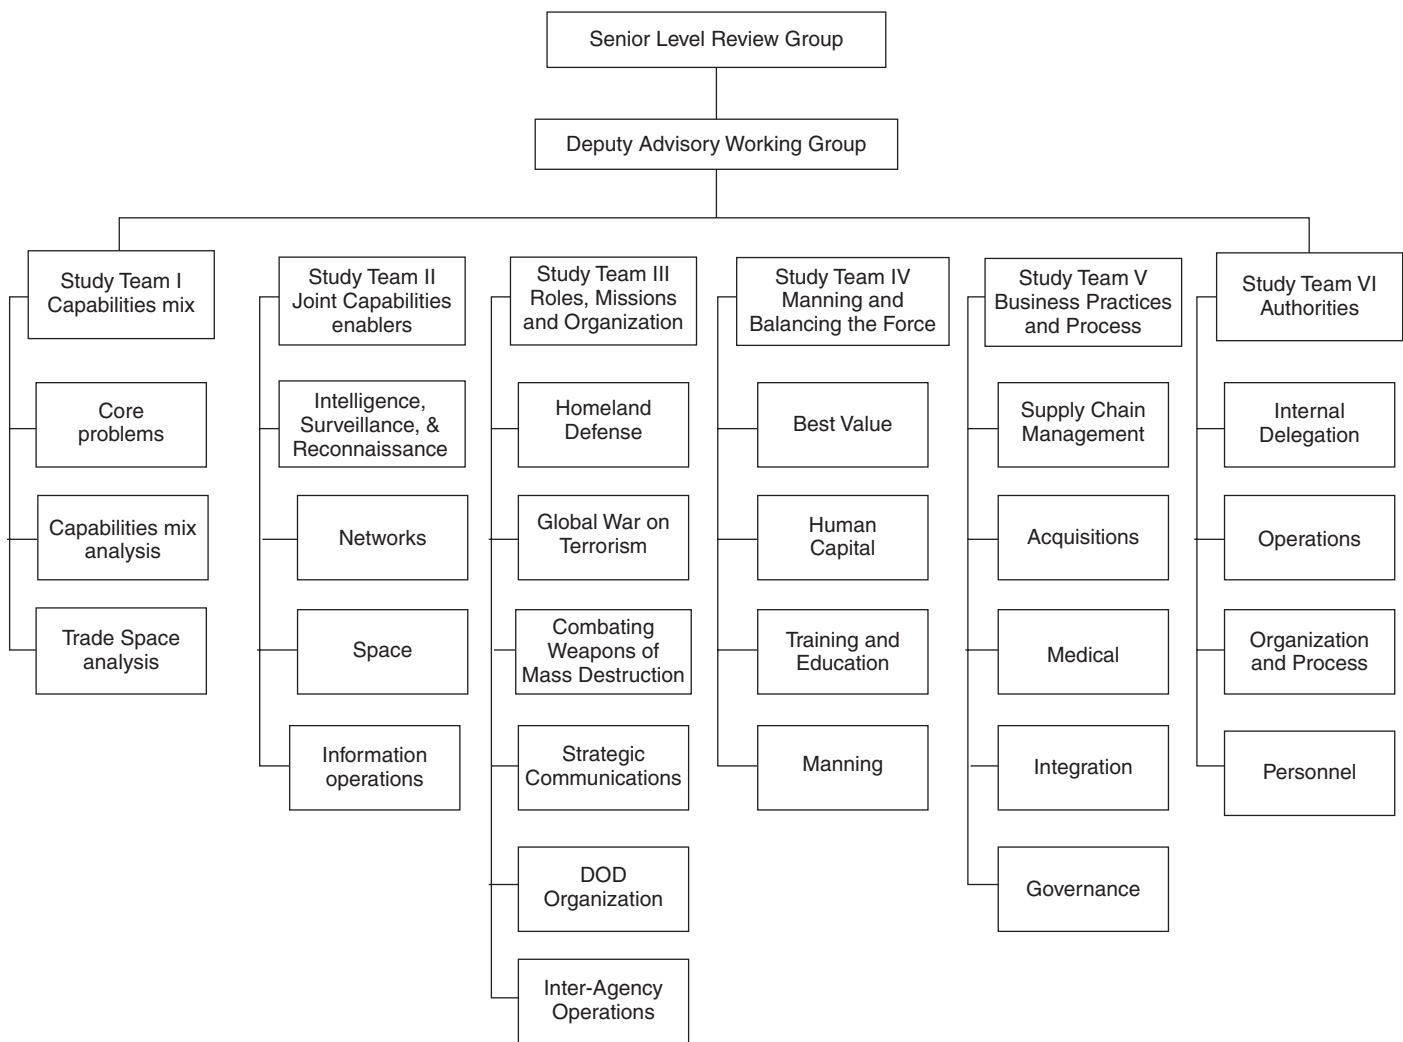 Senior Level Review Group
Deputy Advisory Working Group
Study Team I
Capabilities mix
Core
problems
Capabilities mix
analysis
Trade Space
analysis
Study Team II
Joint Capabilities
enablers
Intelligence,
Surveillance, &
Reconnaissance
Networks
Space
Information
operations
Study Team III
Roles, Missions
and Organization
Homeland
Defense
Global War on
Terrorism
Combating
Weapons of
Mass Destruction
Strategic
Communications
DOD
Organization
Inter-Agency
Operations
Study Team IV
Manning and
Balancing the Force
Best Value
Human
Capital
Training and
Education
Manning
Study Team V
Business Practices
and Process
Supply Chain
Management
Acquisitions
Medical
Integration
Governance
Study Team VI
Authorities
Internal
Delegation
Operations
Organization
and Process
Personnel